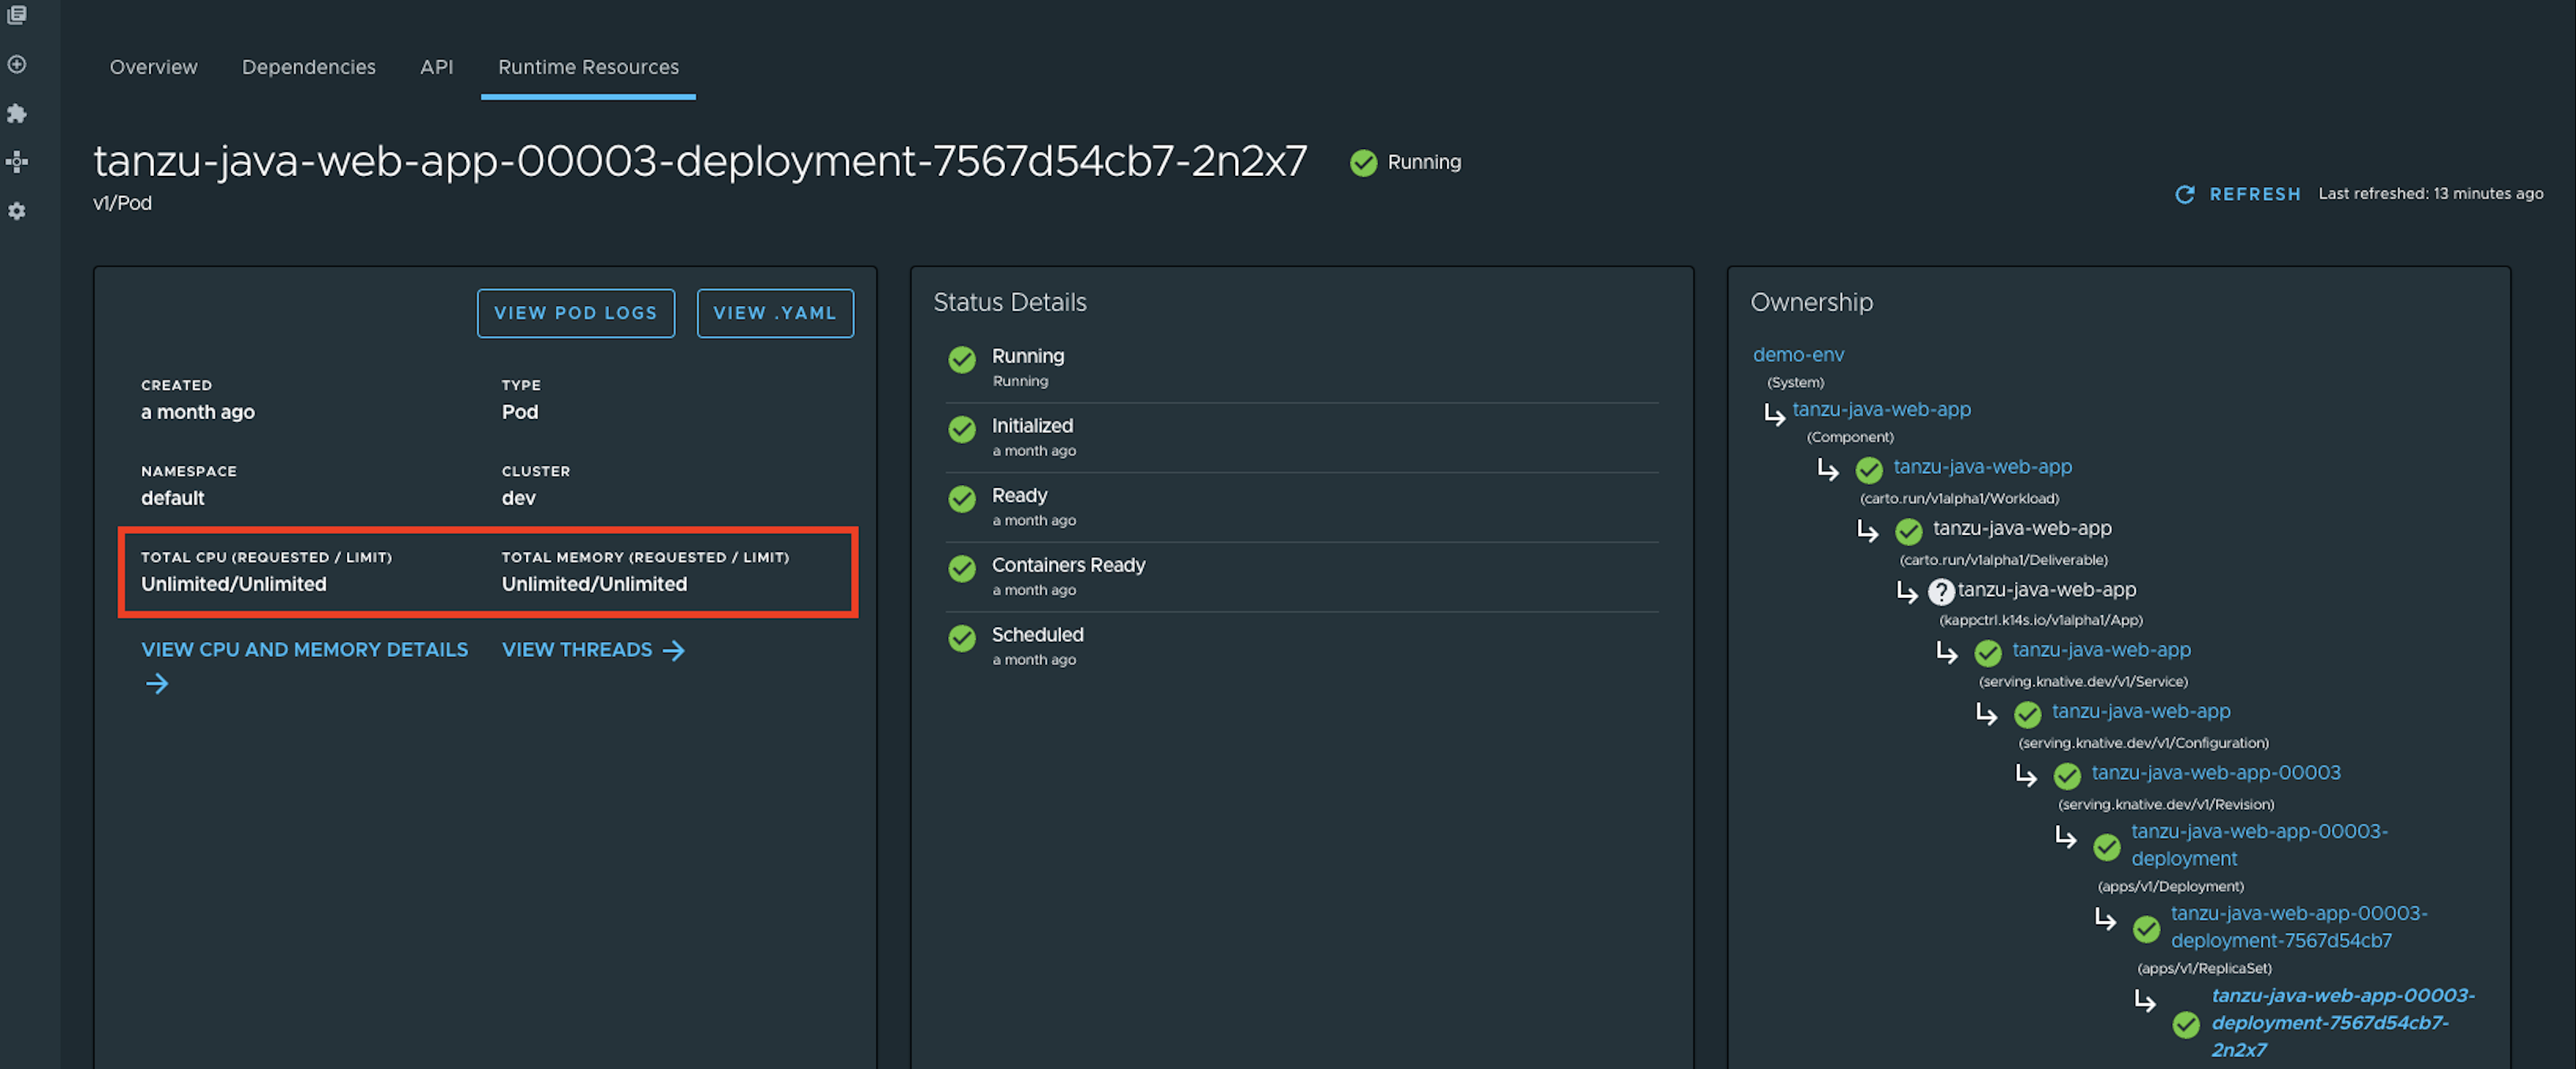 Overview
Dependencies
API
Runtime Resources
tanzu-java-web-app-00003-deployment-7567d54cb7-2n2x7
Running
v1/Pod
REFRESH
Last refreshed: 13 minutes ago
VIEW POD LOGS
VIEW .YAML
CREATED
a month ago
TYPE
Pod
NAMESPACE
default
CLUSTER
dev
TOTAL CPU (REQUESTED / LIMIT)
Unlimited/Unlimited
TOTAL MEMORY (REQUESTED / LIMIT)
Unlimited/Unlimited
VIEW CPU AND MEMORY DETAILS
VIEW THREADS
Status Details
Running
Running
Initialized
a month ago
Ready
a month ago
Containers Ready
a month ago
Scheduled
a month ago
Ownership
demo-env
(System)
tanzu-java-web-app
(Component)
tanzu-java-web-app
(carto.run/v1alpha1/Workload)
tanzu-java-web-app
(carto.run/v1alpha1/Deliverable)
tanzu-java-web-app
(kappctrl.k14s.io/v1alpha1/App)
tanzu-java-web-app
(serving.knative.dev/v1/Service)
tanzu-java-web-app
(serving.knative.dev/v1/Configuration)
tanzu-java-web-app-00003
(serving.knative.dev/v1/Revision)
tanzu-java-web-app-00003-
deployment
(apps/v1/Deployment)
tanzu-java-web-app-00003-
deployment-7567d54cb7
(apps/v1/ReplicaSet)
tanzu-java-web-app-00003-
deployment-7567d54cb7-
2n2x7